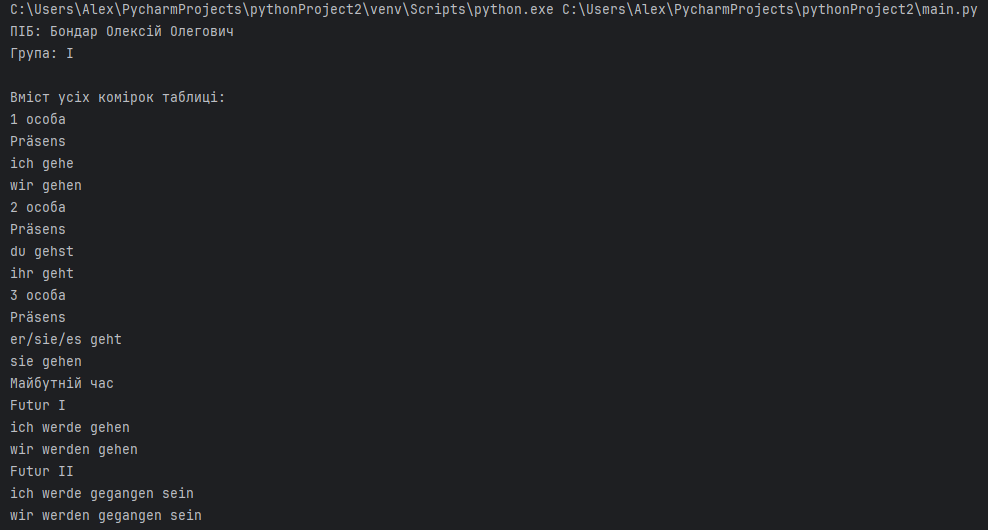 C:\Users\Alex\PycharmProjects\pythonProject2\venv\Scripts\python.exe C:\Users\Alex\PycharmProjects\pythonProject2\main.py
ПІБ: Бондар Олексій Олегович
Група: І
Вміст усіх комірок таблиці:
1 особа
Präsens
ich gehe
wir gehen
2 особа
Präsens
du gehst
ihr geht
3 особа
Präsens
er/sie/es geht
sie gehen
Майбутній час
Futur I
ich werde gehen
wir werden gehen
Futur II
ich werde gegangen sein
wir werden gegangen sein